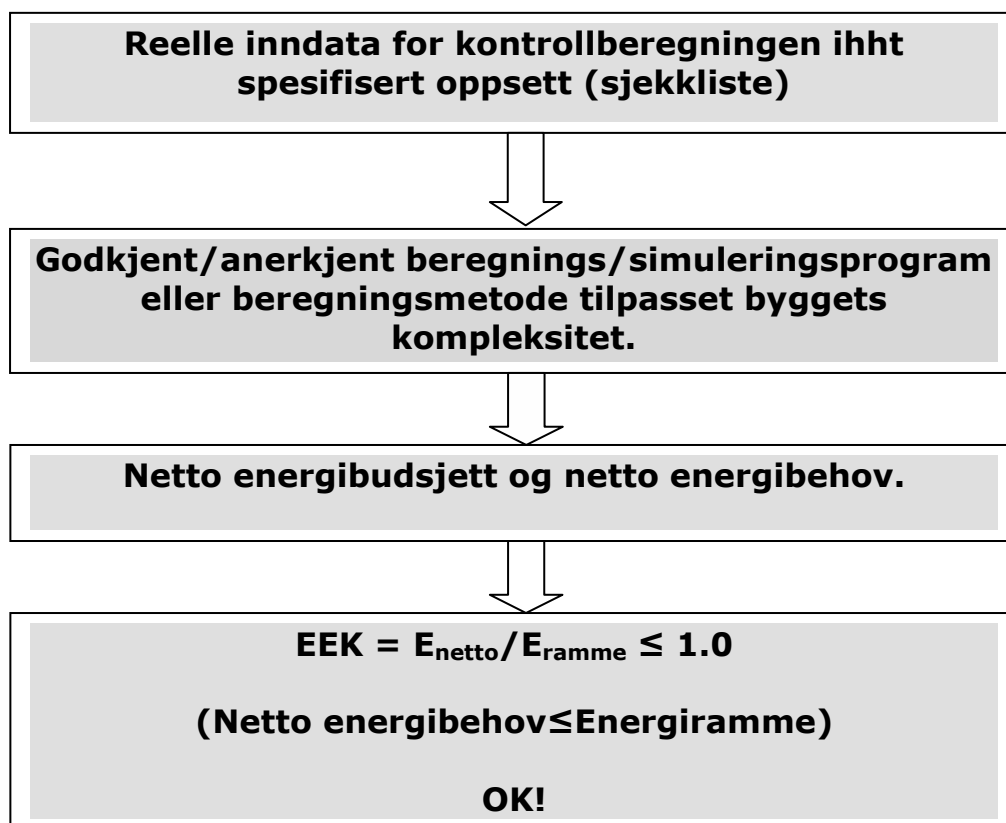 Reelle inndata for kontrollberegningen ihht
spesifisert oppsett (sjekkliste)
Godkjent/anerkjent beregnings/simuleringsprogram
eller beregningsmetode tilpasset byggets
kompleksitet.
Netto energibudsjett og netto energibehov.
EEK = Enetto/Eramme ≤ 1.0
(Netto energibehov≤Energiramme)
OK!